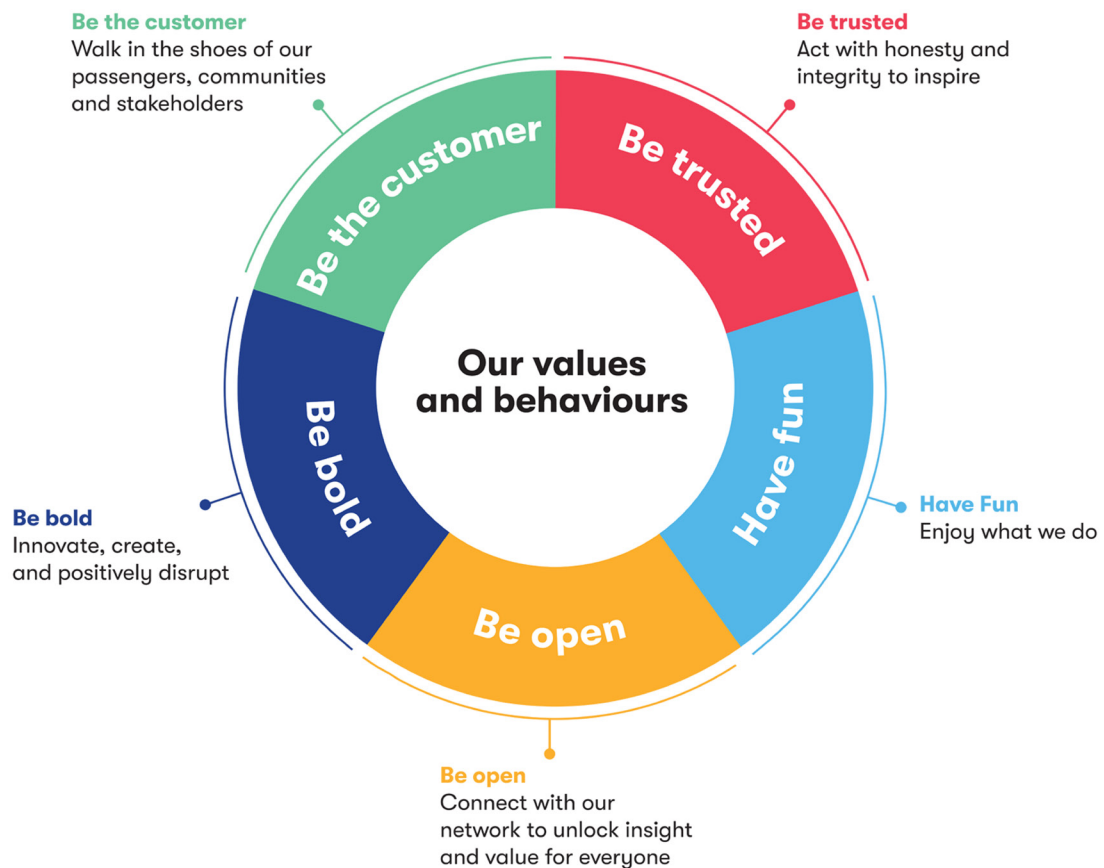 Be the customer
Walk in the shoes of our
passengers, communities
and stakeholders
Be trusted
Act with honesty and
integrity to inspire
Be the customer
Be trusted
Our values
and behaviours
Be bold
Have fun
Be open
Be bold
Innovate, create,
and positively disrupt
Have Fun
Enjoy what we do
Be open
Connect with our
network to unlock insight
and value for everyone